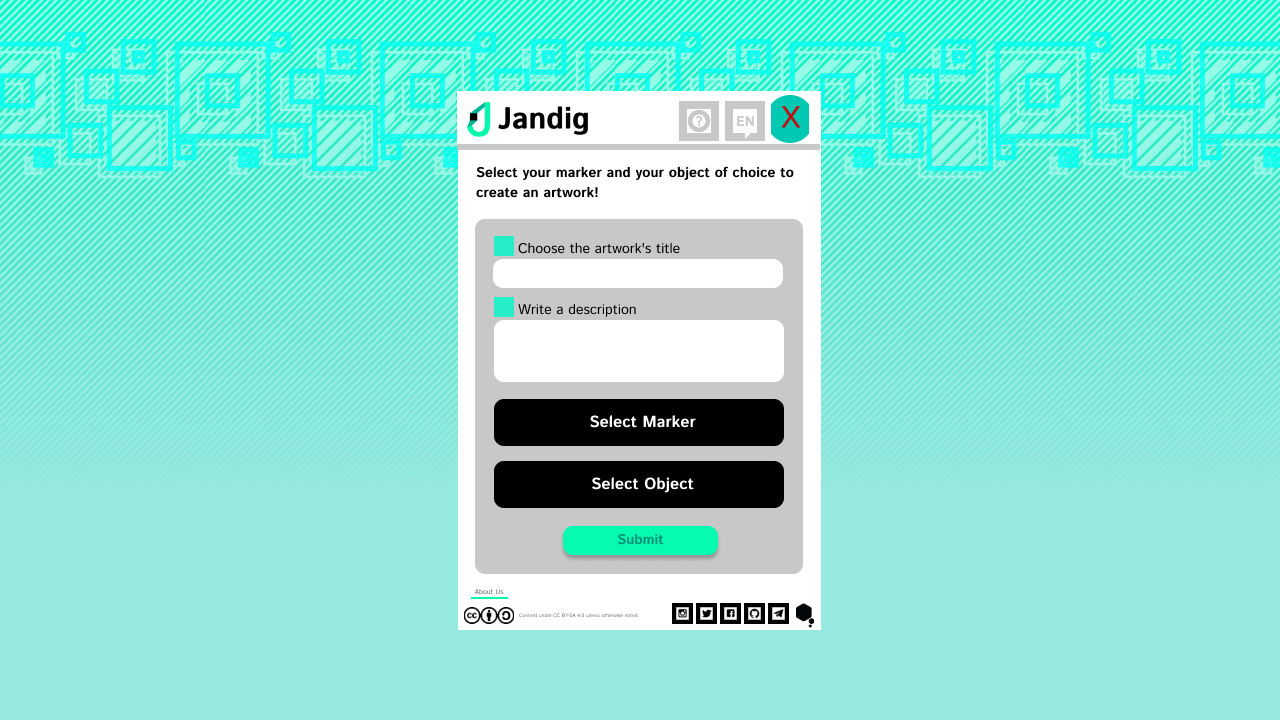 Jandig
?
EN
X
Select your marker and your object of choice to
create an artwork!
Choose the artwork's title
Write a description
Select Marker
Select Object
Submit
About Us
cc
Content under CC BY-SA 4.0 unless otherwise noted.